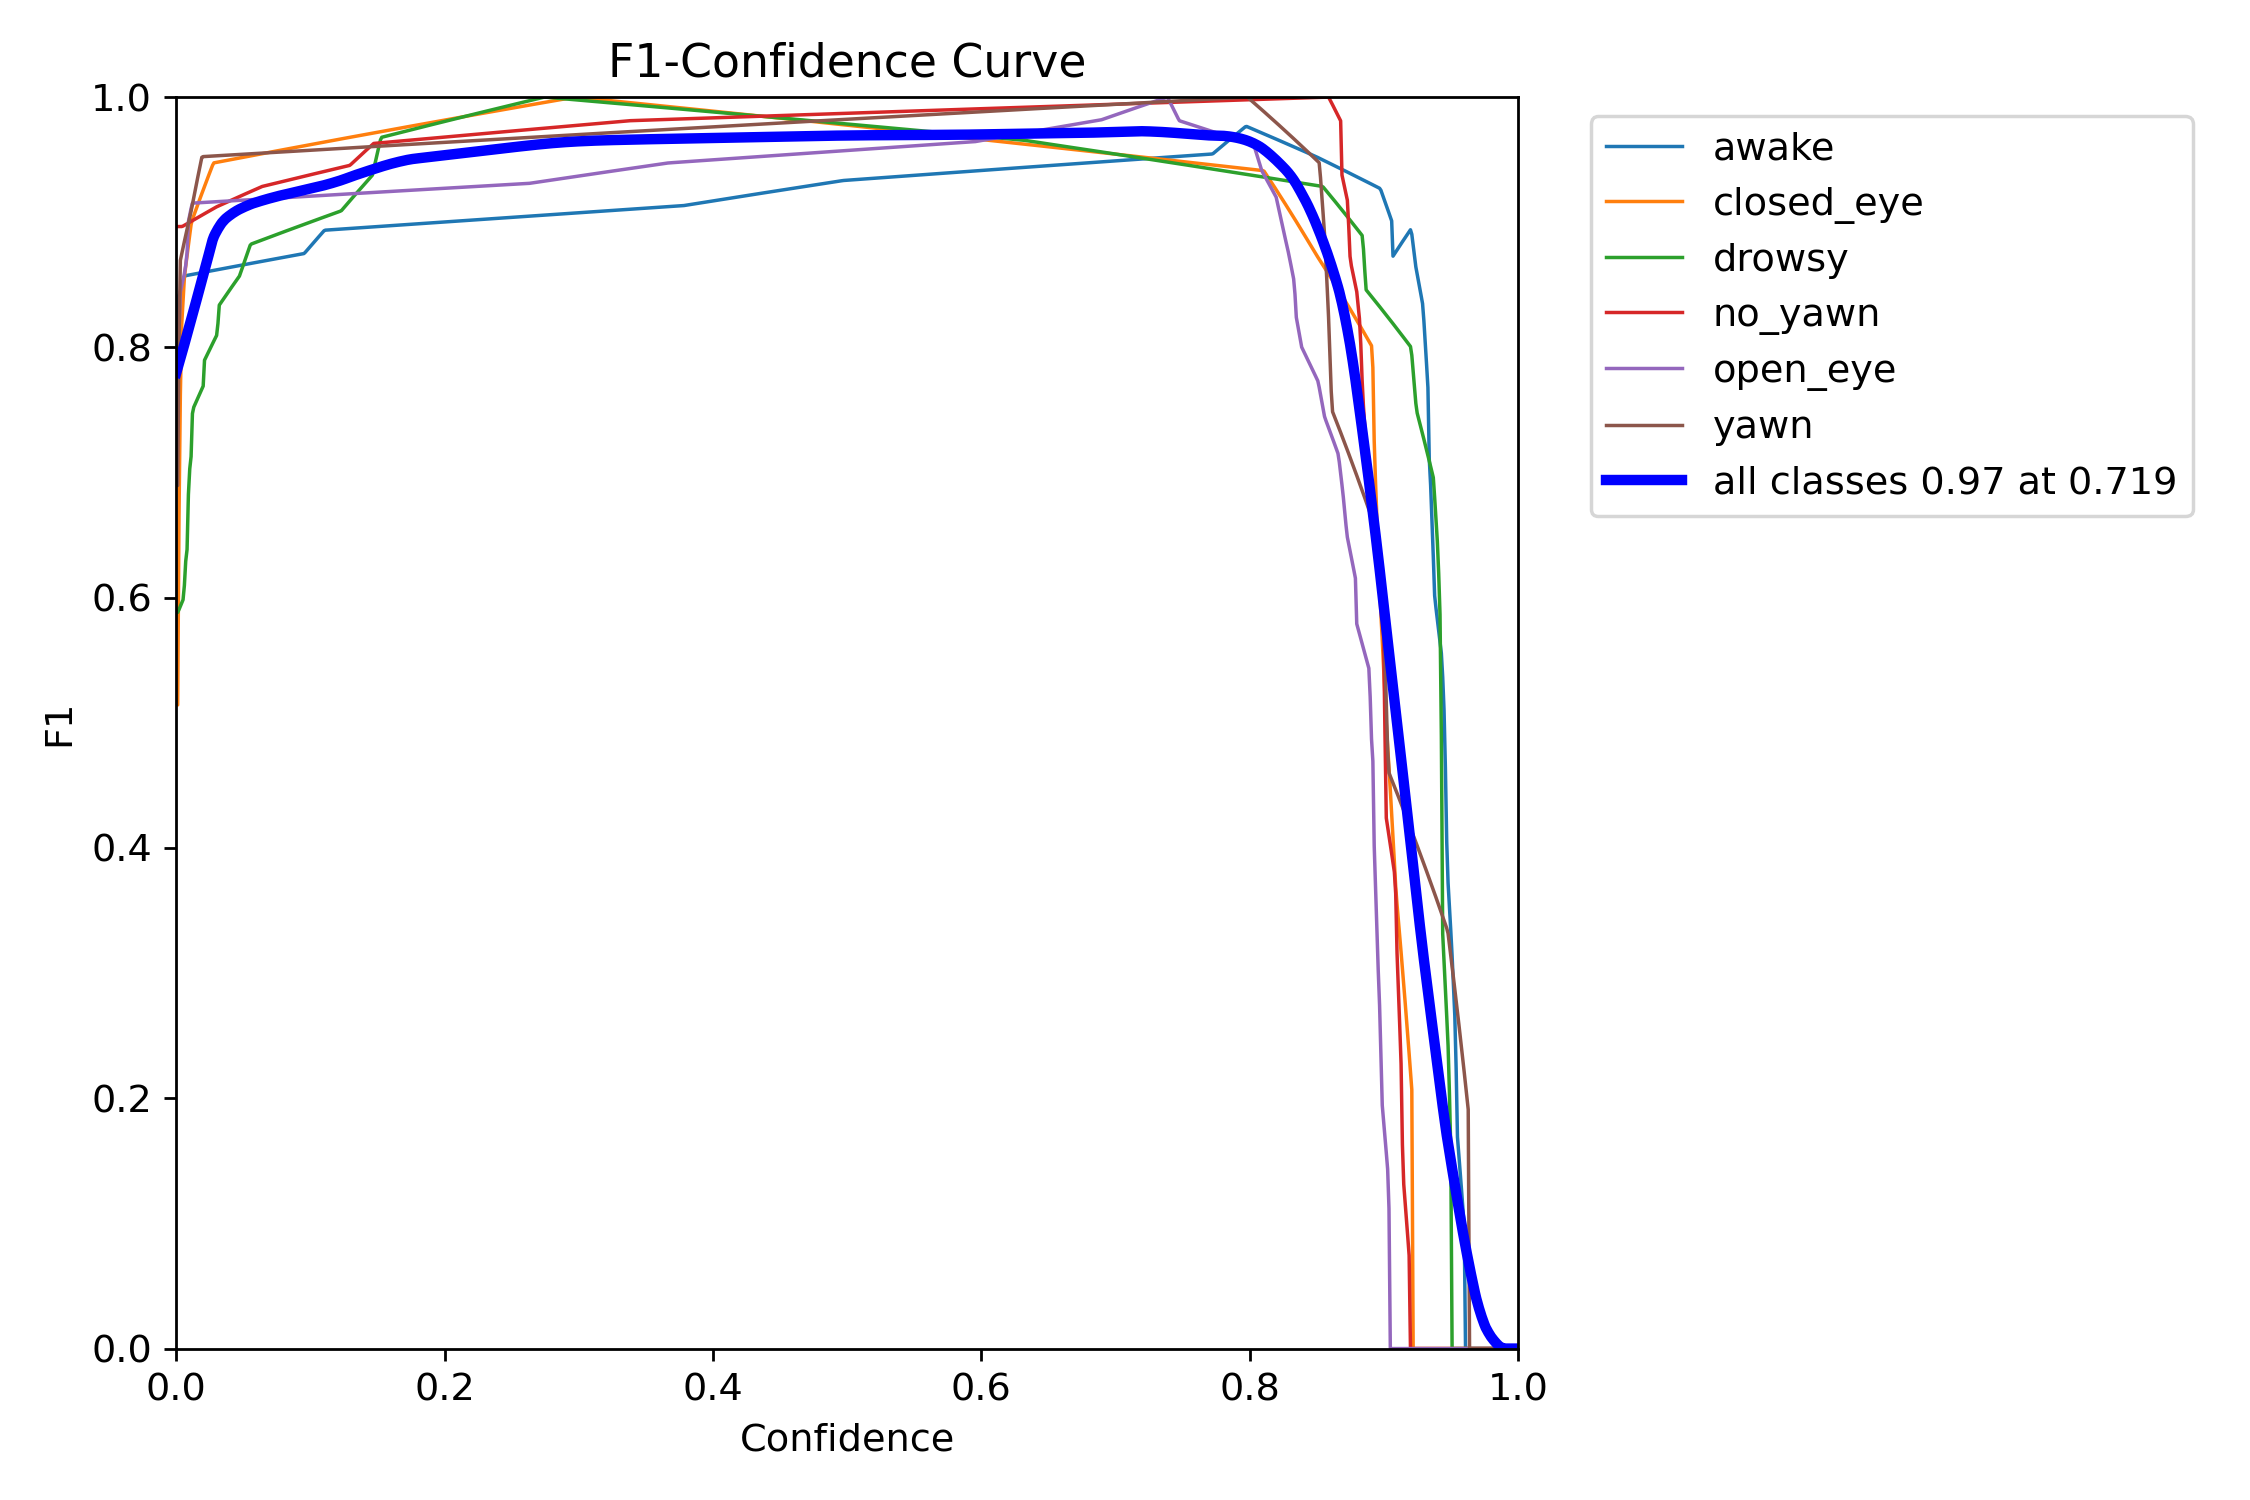 F1-Confidence Curve
1.0
0.8
0.6
0.4
0.2
0.0
F1
0.0 0.2 0.4 0.6 0.8 1.0
Confidence
awake
closed_eye
drowsy
no_yawn
open_eye
yawn
all classes 0.97 at 0.719